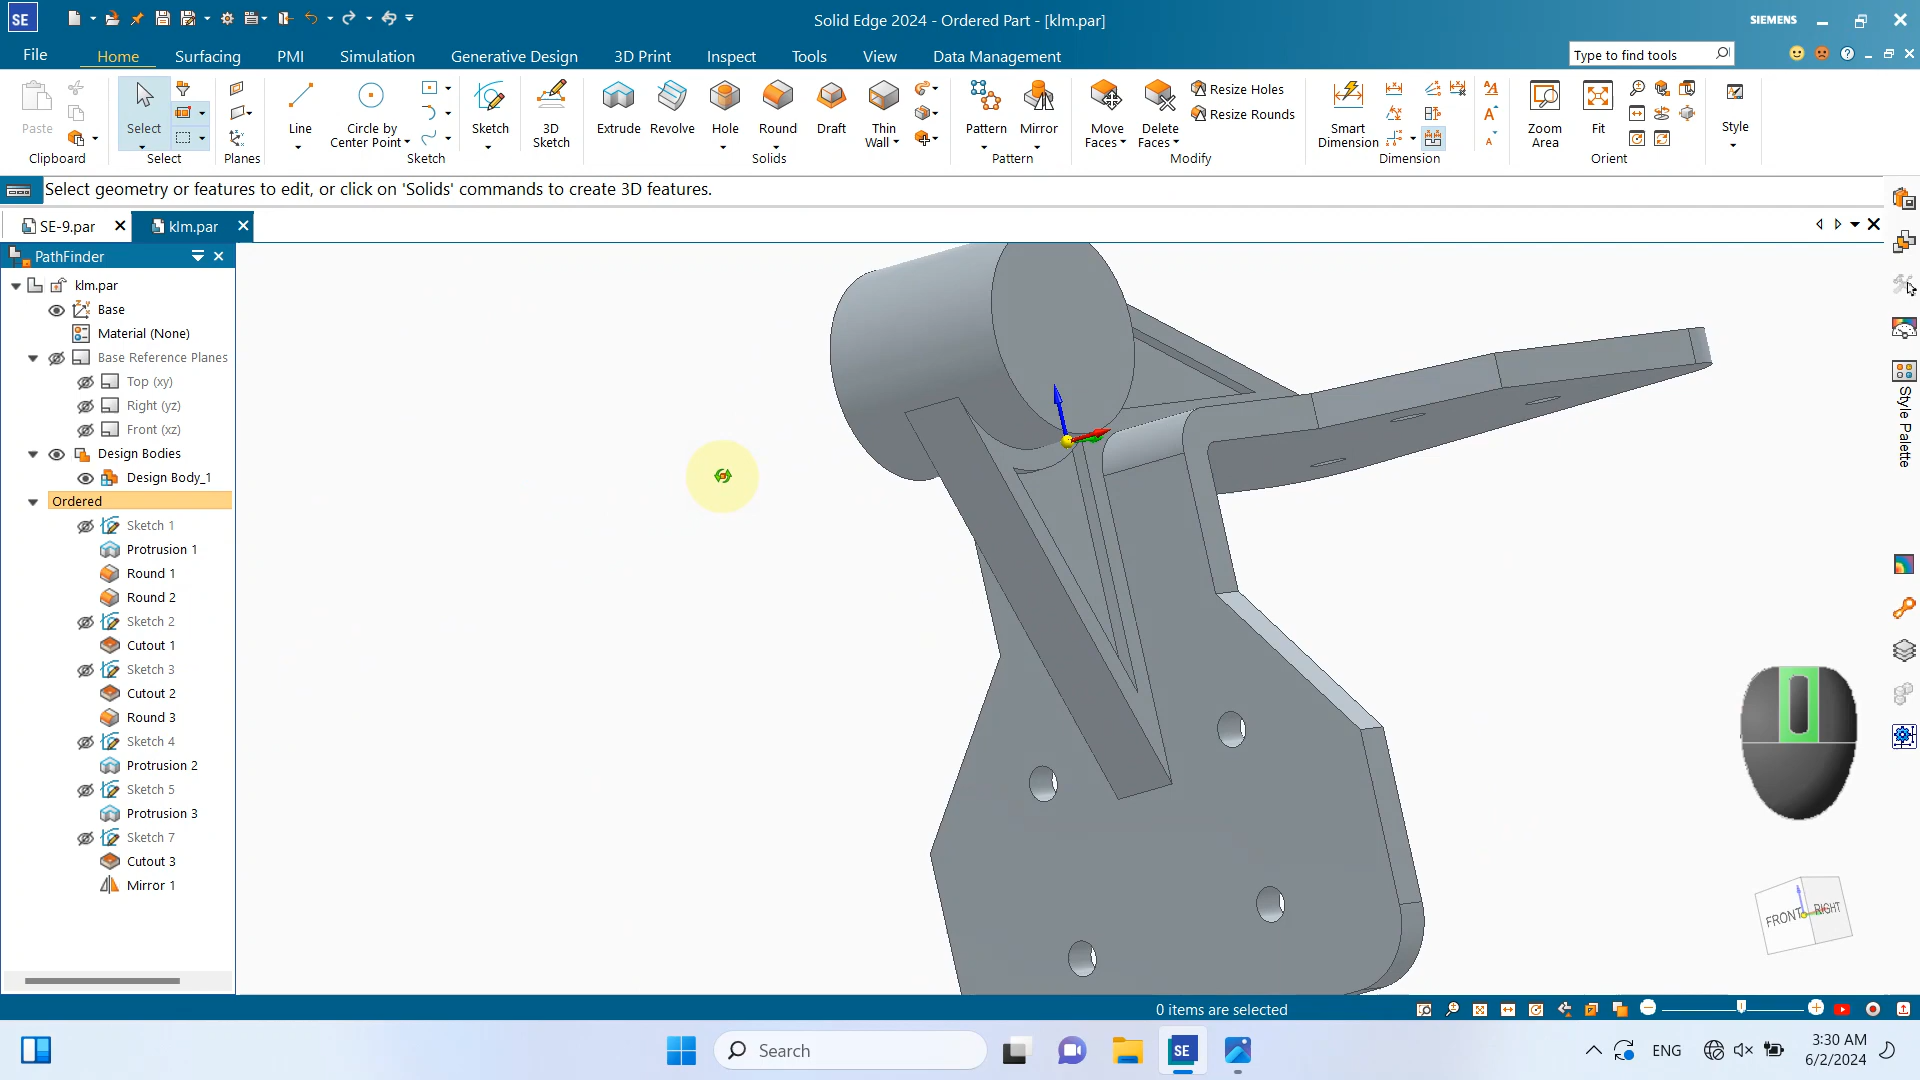 SE
Solid Edge 2024 - Ordered Part - [klm.par]
SIEMENS
File
Home
Surfacing
PMI
Simulation
Generative Design
3D Print
Inspect
Tools
View
Data Management
Type to find tools
Paste
Clipboard
Select
Select
Planes
Line
Circle by
Center Point
Sketch
Sketch
3D
Sketch
Extrude
Revolve
Hole
Round
Draft
Thin
Wall
Solids
Pattern
Mirror
Pattern
Move
Faces
Delete
Faces
Resize Holes
Resize Rounds
Modify
Smart
Dimension
Dimension
Zoom
Area
Fit
Orient
Style
Select geometry or features to edit, or click on 'Solids' commands to create 3D features.
SE-9.par
klm.par
PathFinder
klm.par
Base
Material (None)
Base Reference Planes
Top (xy)
Right (yz)
Front (xz)
Design Bodies
Design Body_1
Ordered
Sketch 1
Protrusion 1
Round 1
Round 2
Sketch 2
Cutout 1
Sketch 3
Cutout 2
Round 3
Sketch 4
Protrusion 2
Sketch 5
Protrusion 3
Sketch 7
Cutout 3
Mirror 1
Style Palette
FRONT
RIGHT
0 items are selected
Search
SE
ENG
3:30 AM
6/2/2024